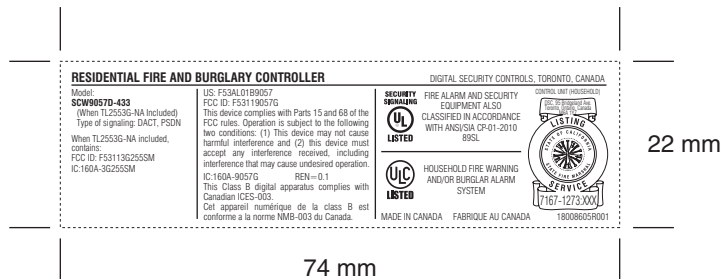 RESIDENTIAL FIRE AND BURGLARY CONTROLLER
DIGITAL SECURITY CONTROLS, TORONTO, CANADA
Model:
SCW9057D-433
(When TL2553G-NA Included)
Type of signaling: DACT, PSDN
When TL2553G-NA included,
contains:
FCC ID: F53113G255SM
IC:160A-3G255SM
US: F53AL01B9057
FCC ID: F53119057G
This device complies with Parts 15 and 68 of the
FCC rules. Operation is subject to the following
two conditions: (1) This device may not cause
harmful interference and (2) this device must
accept any interference received, including
interference that may cause undesired operation.
IC:160A-9057G REN=0.1
This Class B digital apparatus complies with
Canadian ICES-003.
Cet appareil numérique de la class B est
conforme a la norme NMB-003 du Canada.
SECURITY
SIGNALING
UL
LISTED
FIRE ALARM AND SECURITY
EQUIPMENT ALSO
CLASSIFIED IN ACCORDANCE
WITH ANSI/SIA CP-01-2010
89SL
ULC
LISTED
HOUSEHOLD FIRE WARNING
AND/OR BURGLAR ALARM
SYSTEM
MADE IN CANADA FABRIQUE AU CANADA
CONTROL UNIT (HOUSEHOLD)
DSC, 95 Bridgeland Ave.
Toronto, Ontario, Canada
LISTING
STATE OF CALIFORNIA
STATE FIRE MARSHAL
SERVICE
7167-1273:XXX
18008605R001
22 mm
74 mm